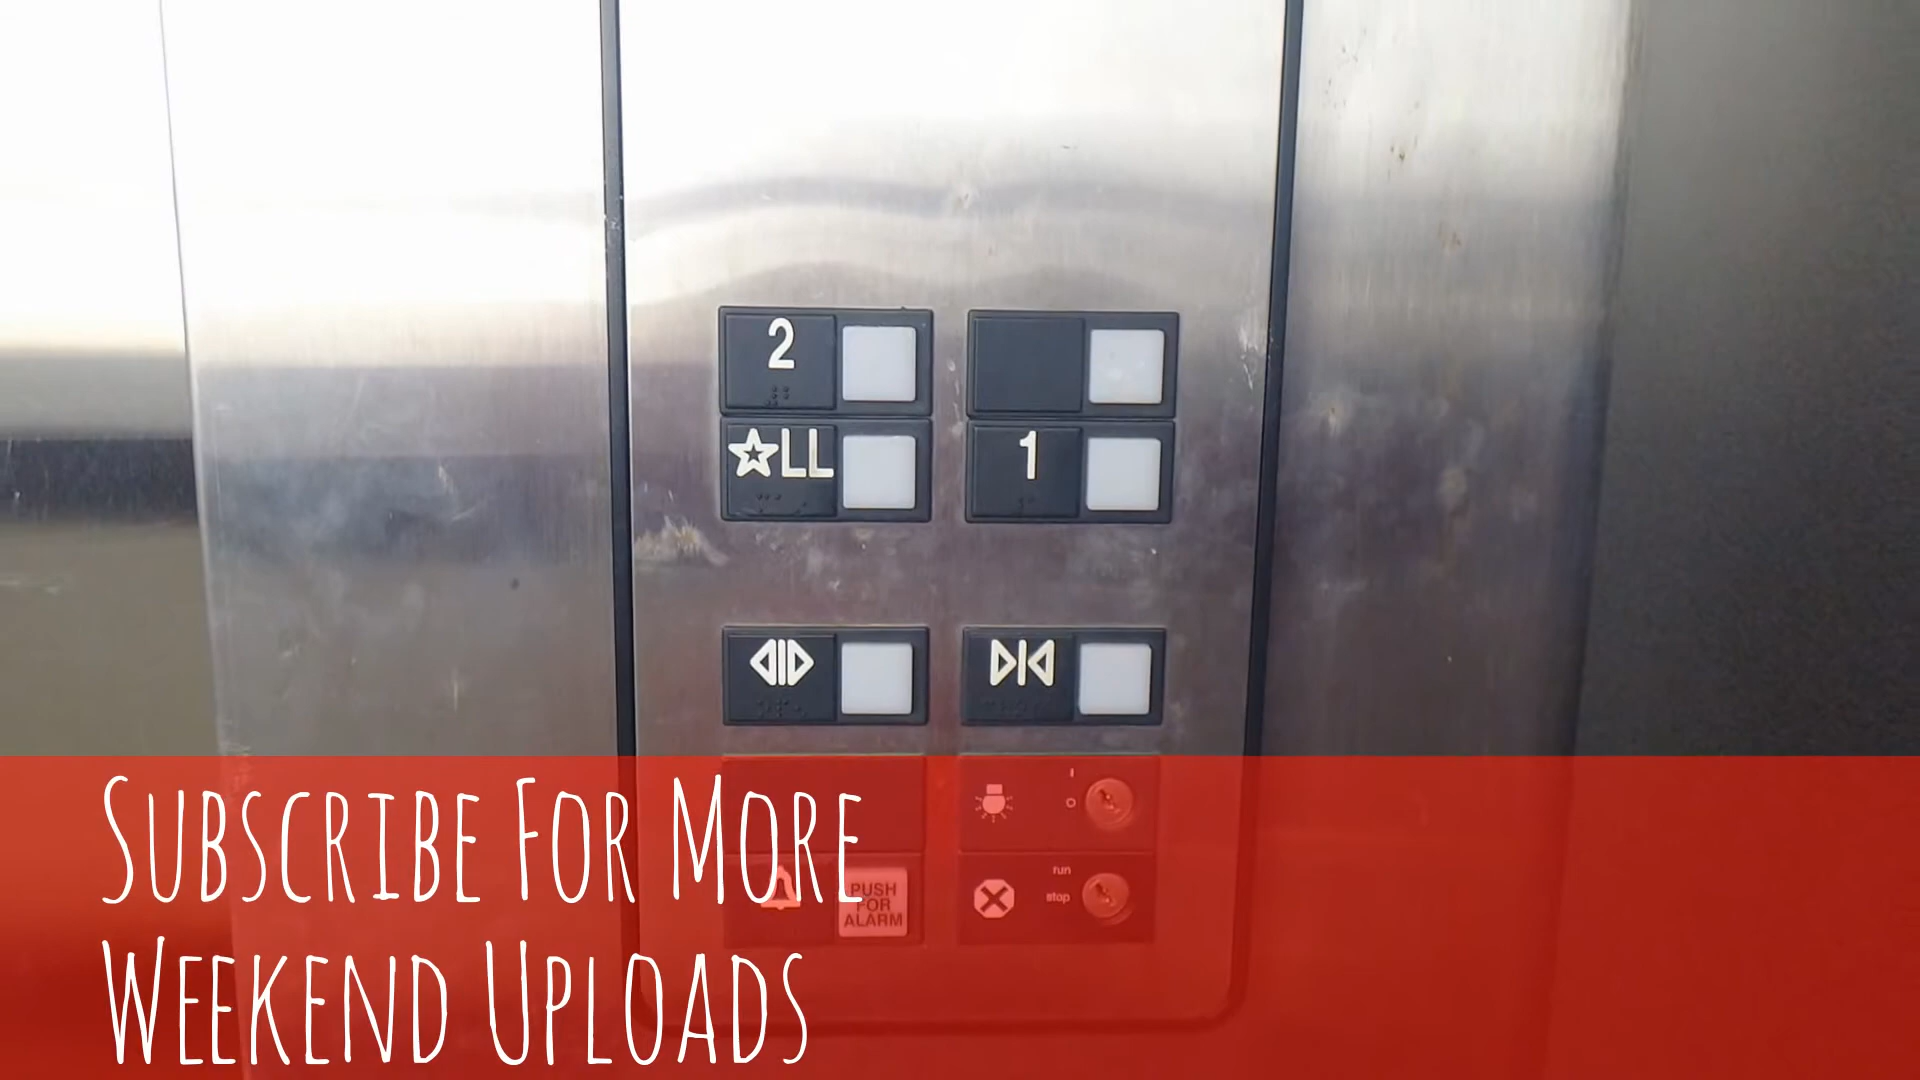 2
☆LL
1
I
O
run
stop
PUSH
FOR
ALARM
SUBSCRIBE FOR MORE
WEEKEND UPLOADS